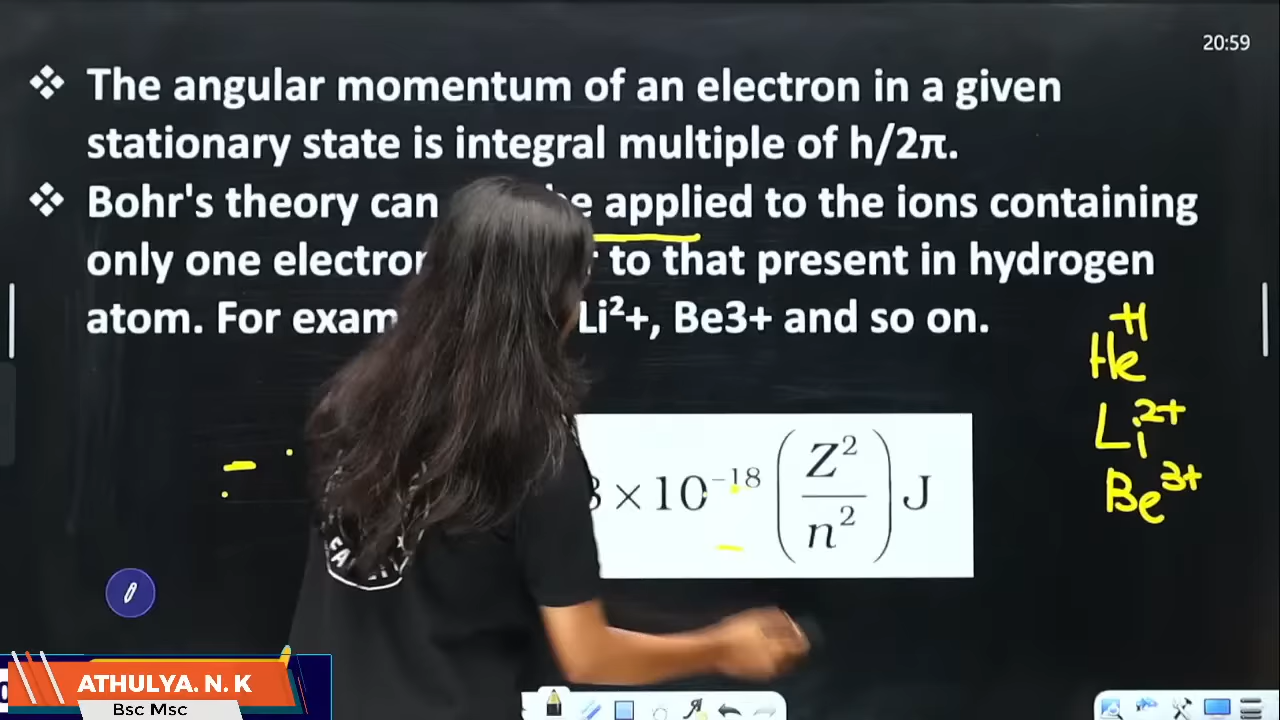 20:59
❖ The angular momentum of an electron in a given
stationary state is integral multiple of h/2π.
❖ Bohr's theory can be applied to the ions containing
only one electron to that present in hydrogen
atom. For exam Li²+, Be3+ and so on.
He+
Li2+
Be3+
× 10⁻¹⁸ (Z²/n²) J
ATHULYA. N. K
Bsc Msc